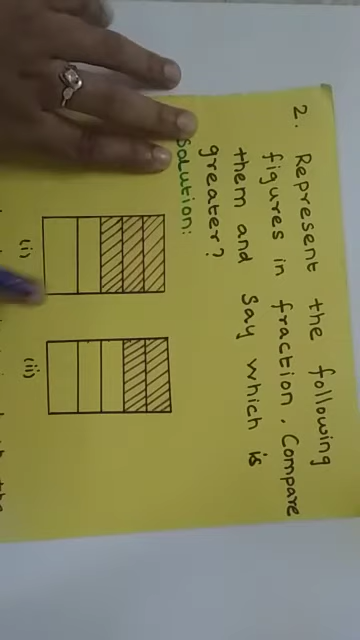 2. Represent the following
figures in fraction. Compare
them and say which is
greater?
Solution:
(i)
(ii)